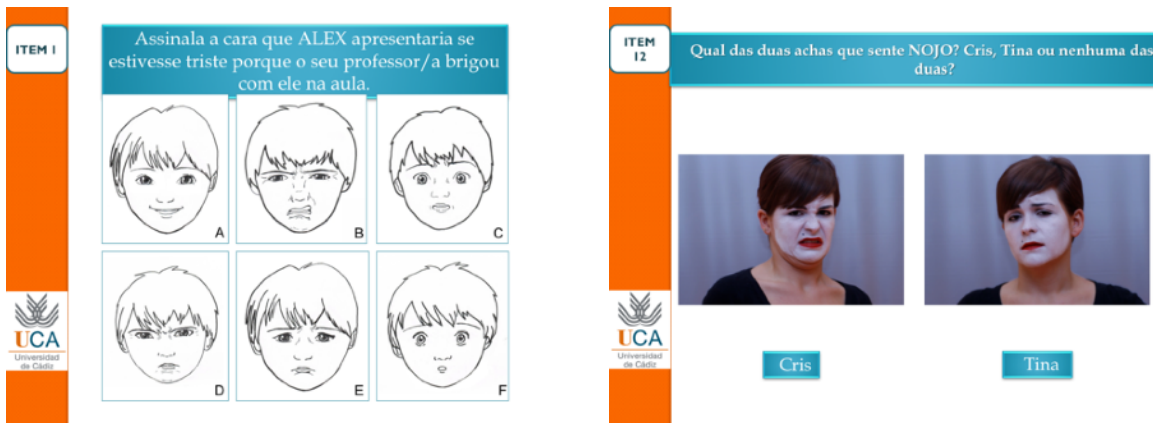 ITEM 1
Assinala a cara que ALEX apresentaria se
estivesse triste porque o seu professor/a brigou
com ele na aula.
A
B
C
D
E
F
UCA
Universidad
de Cádiz
ITEM
12
Qual das duas achas que sente NOJO? Cris, Tina ou nenhuma das
duas?
Cris
Tina
UCA
Universidad
de Cádiz